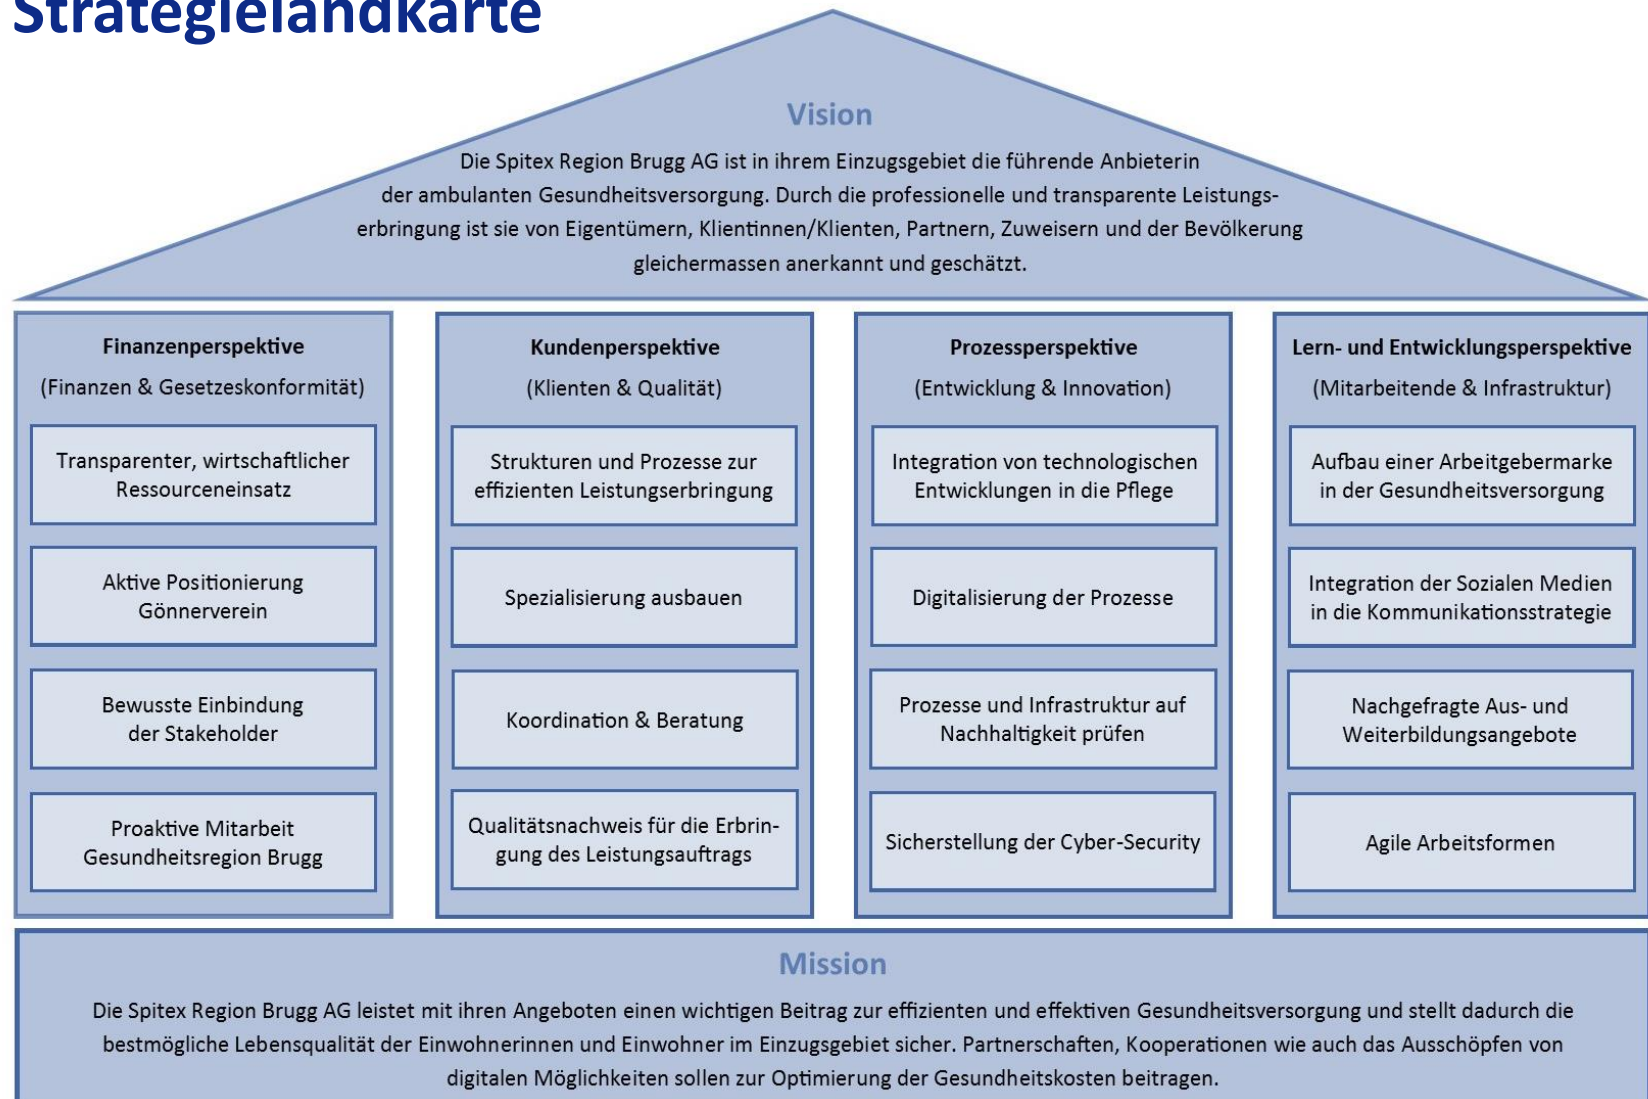 Strategielandkarte
Vision
Die Spitex Region Brugg AG ist in ihrem Einzugsgebiet die führende Anbieterin
der ambulanten Gesundheitsversorgung. Durch die professionelle und transparente Leistungs-
erbringung ist sie von Eigentümern, Klientinnen/Klienten, Partnern, Zuweisern und der Bevölkerung
gleichermassen anerkannt und geschätzt.
Finanzenperspektive
(Finanzen & Gesetzeskonformität)
Transparenter, wirtschaftlicher
Ressourceneinsatz
Aktive Positionierung
Gönnerverein
Bewusste Einbindung
der Stakeholder
Proaktive Mitarbeit
Gesundheitsregion Brugg
Kundenperspektive
(Klienten & Qualität)
Strukturen und Prozesse zur
effizienten Leistungserbringung
Spezialisierung ausbauen
Koordination & Beratung
Qualitätsnachweis für die Erbrin-
gung des Leistungsauftrags
Prozessperspektive
(Entwicklung & Innovation)
Integration von technologischen
Entwicklungen in die Pflege
Digitalisierung der Prozesse
Prozesse und Infrastruktur auf
Nachhaltigkeit prüfen
Sicherstellung der Cyber-Security
Lern- und Entwicklungsperspektive
(Mitarbeitende & Infrastruktur)
Aufbau einer Arbeitgebermarke
in der Gesundheitsversorgung
Integration der Sozialen Medien
in die Kommunikationsstrategie
Nachgefragte Aus- und
Weiterbildungsangebote
Agile Arbeitsformen
Mission
Die Spitex Region Brugg AG leistet mit ihren Angeboten einen wichtigen Beitrag zur effizienten und effektiven Gesundheitsversorgung und stellt dadurch die
bestmögliche Lebensqualität der Einwohnerinnen und Einwohner im Einzugsgebiet sicher. Partnerschaften, Kooperationen wie auch das Ausschöpfen von
digitalen Möglichkeiten sollen zur Optimierung der Gesundheitskosten beitragen.